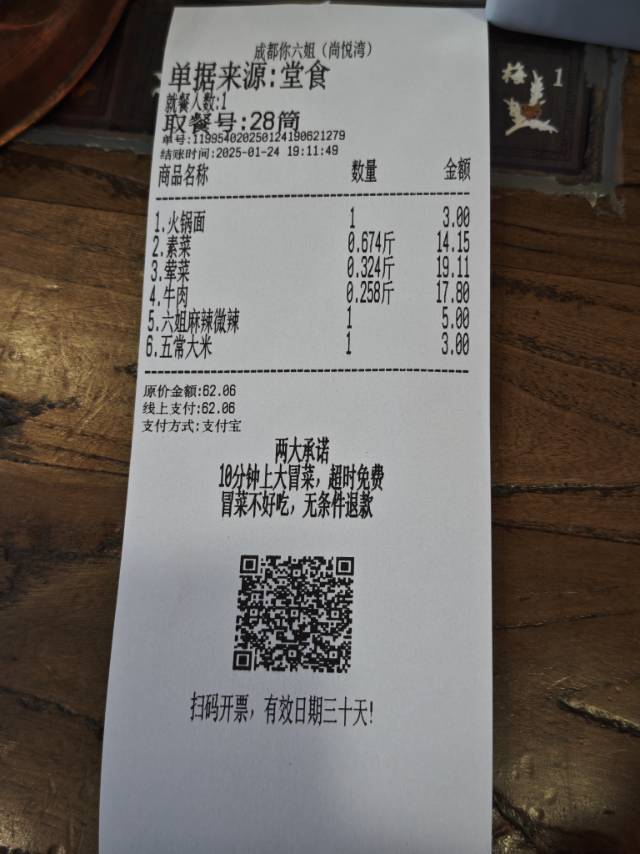 成都你六姐（尚悦湾）
单据来源:堂食
就餐人数:1
取餐号:28筒
单号:119954020250124190621279
结账时间:2025-01-24 19:11:49
商品名称 数量 金额
1.火锅面 1 3.00
2.素菜 0.674斤 14.15
3.荤菜 0.324斤 19.11
4.牛肉 0.258斤 17.80
5.六姐麻辣微辣 1 5.00
6.五常大米 1 3.00
原价金额:62.06
线上支付:62.06
支付方式:支付宝
两大承诺
10分钟上大冒菜，超时免费
冒菜不好吃，无条件退款
扫码开票，有效日期三十天!
梅 1